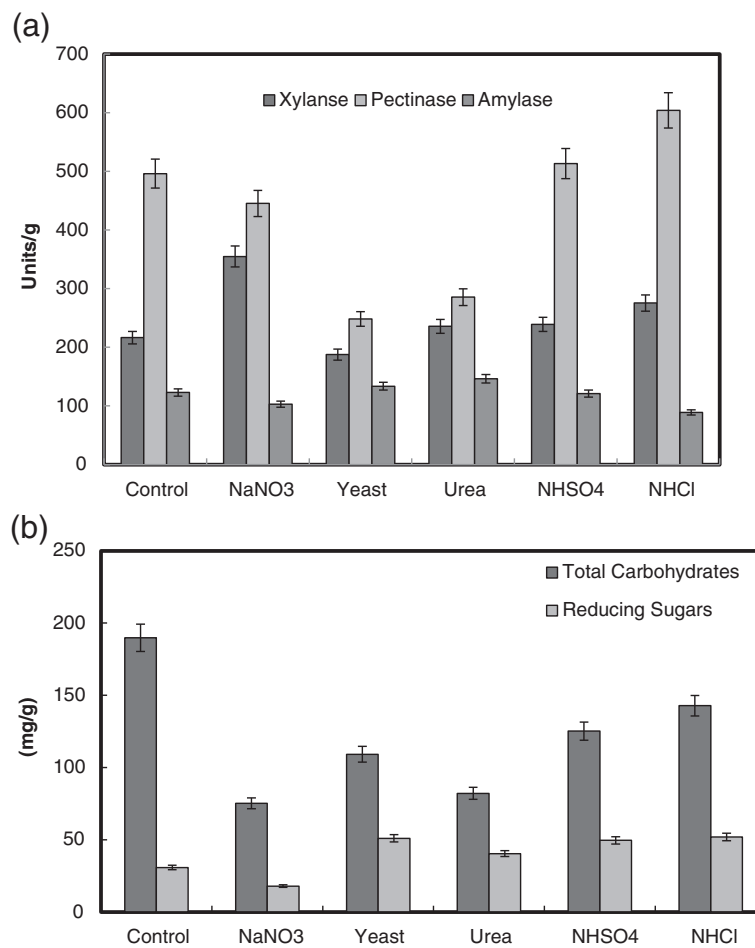 (a)
700
600
500
400
300
200
100
0
Units/g
Xylanse Pectinase Amylase
Control NaNO3 Yeast Urea NHSO4 NHCl
(b)
250
200
150
100
50
0
(mg/g)
Total Carbohydrates
Reducing Sugars
Control NaNO3 Yeast Urea NHSO4 NHCl